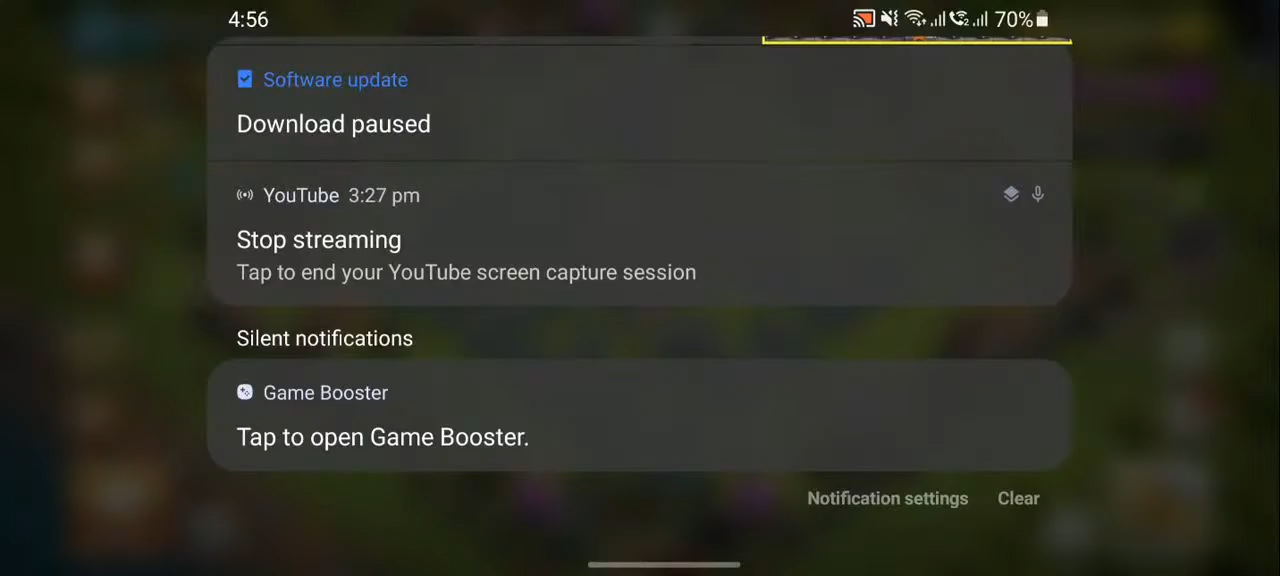 4:56
70%
Software update
Download paused
YouTube 3:27 pm
Stop streaming
Tap to end your YouTube screen capture session
Silent notifications
Game Booster
Tap to open Game Booster.
Notification settings Clear